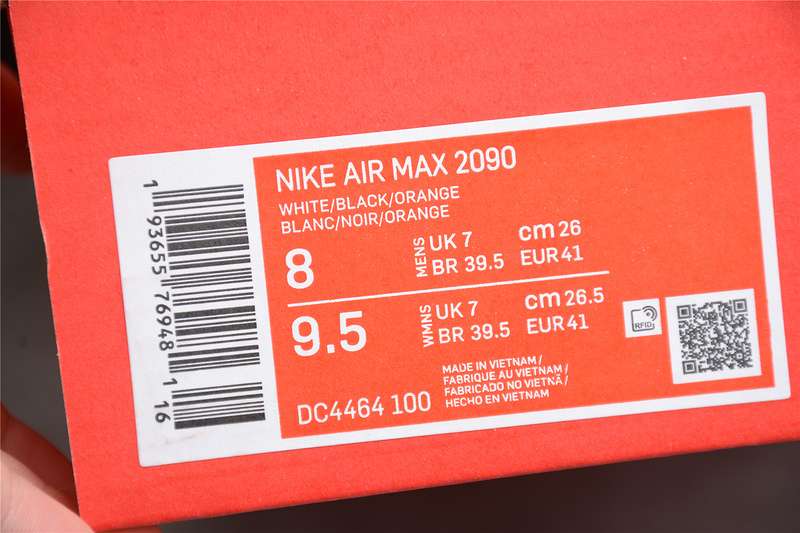 NIKE AIR MAX 2090
WHITE/BLACK/ORANGE
BLANC/NOIR/ORANGE
8
MENS
UK 7
cm 26
BR 39.5
EUR 41
9.5
WMNS
UK 7
cm 26.5
BR 39.5
EUR 41
RFID
MADE IN VIETNAM /
FABRIQUE AU VIETNAM /
FABRICADO NO VIETNÃ /
HECHO EN VIETNAM
DC4464 100
1 93655 76948 1 16